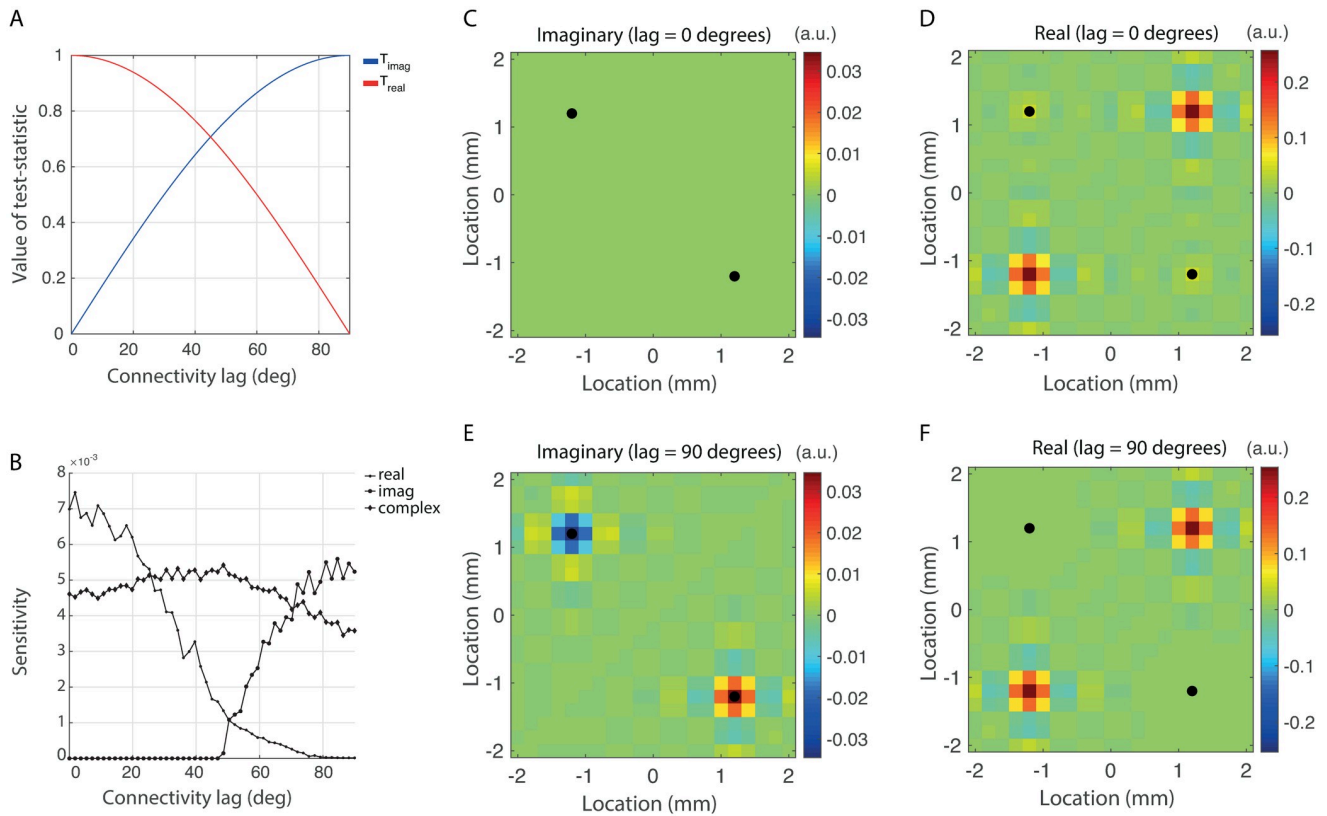 A
1
0.8
0.6
0.4
0.2
0
0
20
40
60
80
Value of test-statistic
Connectivity lag (deg)
T_imag
T_real
B
×10⁻³
8
7
6
5
4
3
2
1
0
0
20
40
60
80
Sensitivity
Connectivity lag (deg)
real
imag
complex
C
Imaginary (lag = 0 degrees)
(a.u.)
2
1
0
-1
-2
-2
-1
0
1
2
Location (mm)
Location (mm)
0.03
0.02
0.01
0
-0.01
-0.02
-0.03
D
Real (lag = 0 degrees)
(a.u.)
2
1
0
-1
-2
-2
-1
0
1
2
Location (mm)
Location (mm)
0.2
0.1
0
-0.1
-0.2
E
Imaginary (lag = 90 degrees)
(a.u.)
2
1
0
-1
-2
-2
-1
0
1
2
Location (mm)
Location (mm)
0.03
0.02
0.01
0
-0.01
-0.02
-0.03
F
Real (lag = 90 degrees)
(a.u.)
2
1
0
-1
-2
-2
-1
0
1
2
Location (mm)
Location (mm)
0.2
0.1
0
-0.1
-0.2